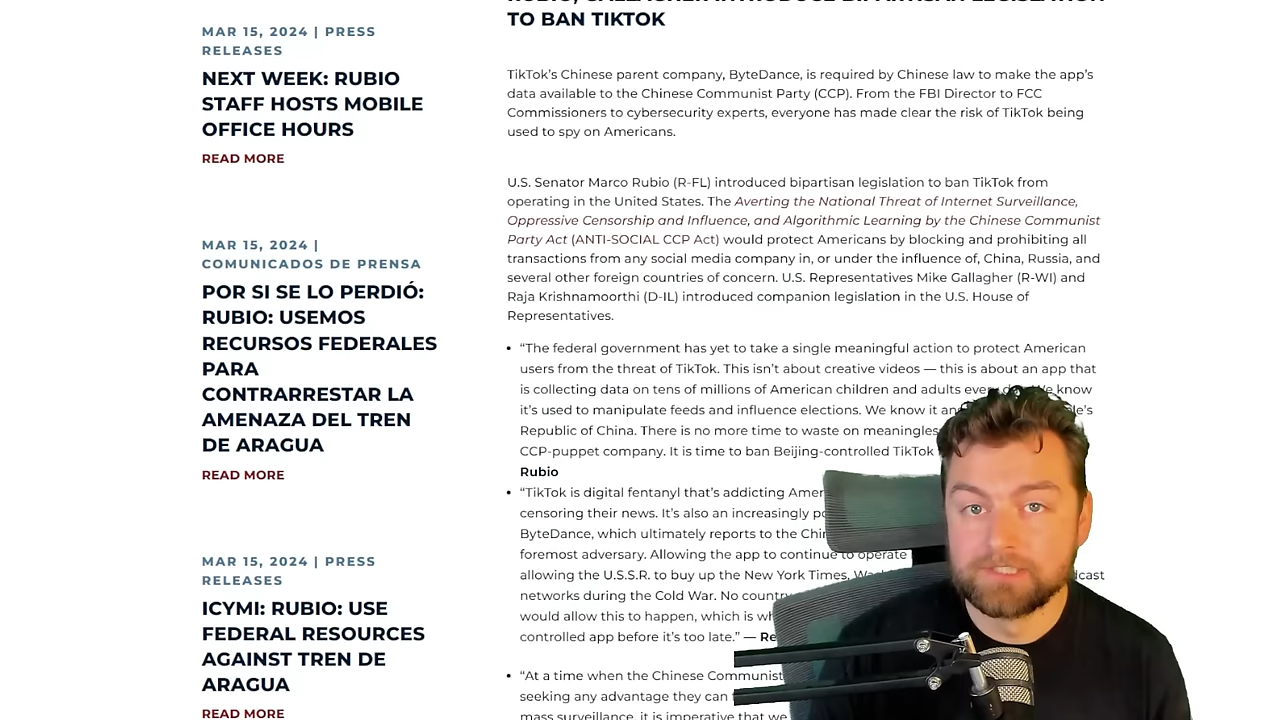 MAR 15, 2024 | PRESS
RELEASES
NEXT WEEK: RUBIO
STAFF HOSTS MOBILE
OFFICE HOURS
READ MORE
MAR 15, 2024 |
COMUNICADOS DE PRENSA
POR SI SE LO PERDIÓ:
RUBIO: USEMOS
RECURSOS FEDERALES
PARA
CONTRARRESTAR LA
AMENAZA DEL TREN
DE ARAGUA
READ MORE
MAR 15, 2024 | PRESS
RELEASES
ICYMI: RUBIO: USE
FEDERAL RESOURCES
AGAINST TREN DE
ARAGUA
READ MORE
RUBIO, GALLAGHER INTRODUCE BIPARTISAN LEGISLATION
TO BAN TIKTOK
TikTok’s Chinese parent company, ByteDance, is required by Chinese law to make the app’s
data available to the Chinese Communist Party (CCP). From the FBI Director to FCC
Commissioners to cybersecurity experts, everyone has made clear the risk of TikTok being
used to spy on Americans.
U.S. Senator Marco Rubio (R-FL) introduced bipartisan legislation to ban TikTok from
operating in the United States. The Averting the National Threat of Internet Surveillance,
Oppressive Censorship and Influence, and Algorithmic Learning by the Chinese Communist
Party Act (ANTI-SOCIAL CCP Act) would protect Americans by blocking and prohibiting all
transactions from any social media company in, or under the influence of, China, Russia, and
several other foreign countries of concern. U.S. Representatives Mike Gallagher (R-WI) and
Raja Krishnamoorthi (D-IL) introduced companion legislation in the U.S. House of
Representatives.
• “The federal government has yet to take a single meaningful action to protect American
users from the threat of TikTok. This isn’t about creative videos — this is about an app that
is collecting data on tens of millions of American children and adults every We know
it’s used to manipulate feeds and influence elections. We know it
Republic of China. There is no more time to waste on
CCP-puppet company. It is time to ban Beijing-controlled TikTok
Rubio
• “TikTok is digital fentanyl that’s addicting
censoring their news. It’s also an increasingly
ByteDance, which ultimately reports to the
foremost adversary. Allowing the app to continue to operate
allowing the U.S.S.R. to buy up the New York Times,
networks during the Cold War. No
would allow this to happen, which is
controlled app before it’s too late.” —
• “At a time when the Chinese
seeking any advantage they can
mass surveillance, it is imperative that we